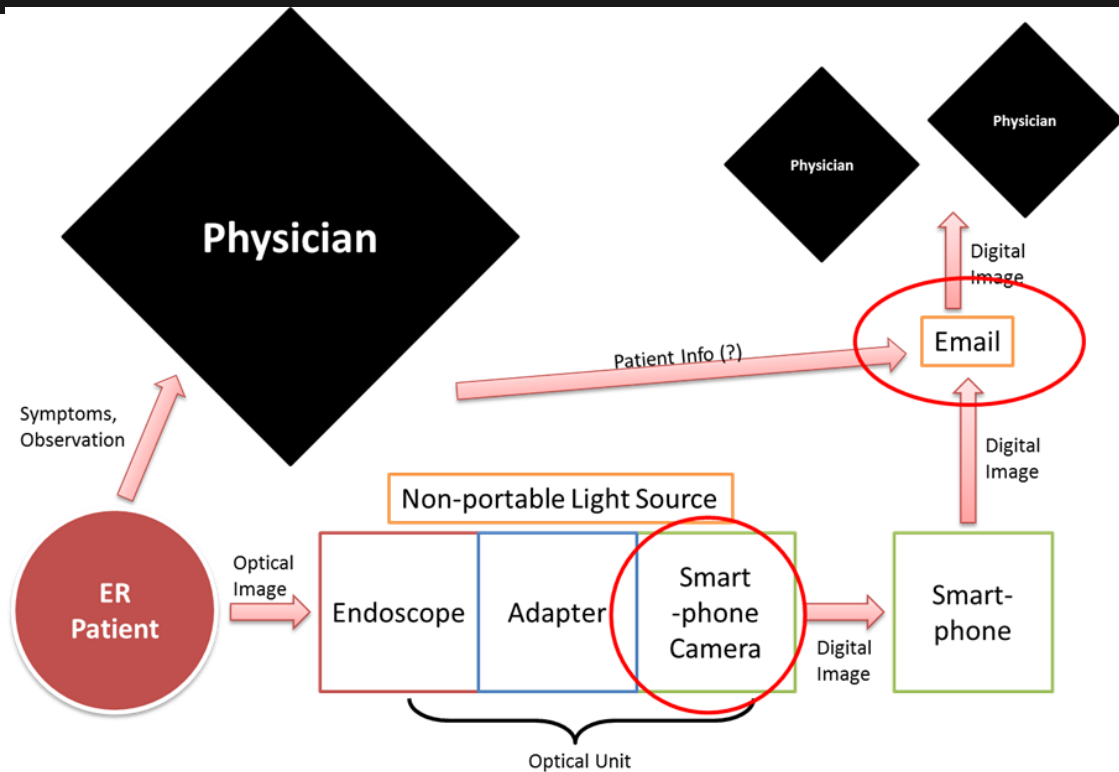 Physician
Physician
Physician
Digital
Image
Email
Patient Info (?)
Symptoms,
Observation
Digital
Image
Non-portable Light Source
ER
Patient
Optical
Image
Endoscope
Adapter
Smart
-phone
Camera
Digital
Image
Smart-
phone
Optical Unit